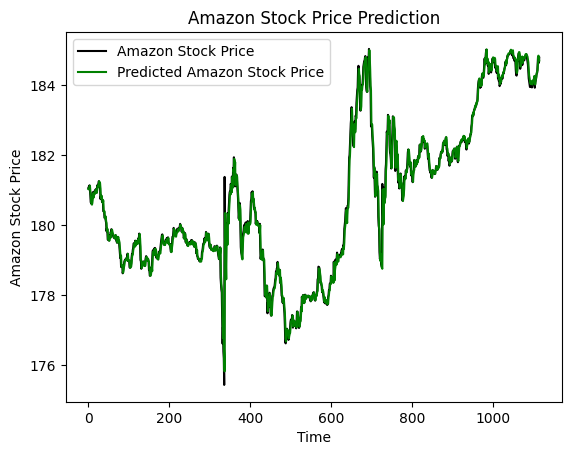 Amazon Stock Price Prediction
Amazon Stock Price
Predicted Amazon Stock Price
184
182
180
178
176
Amazon Stock Price
0 200 400 600 800 1000
Time